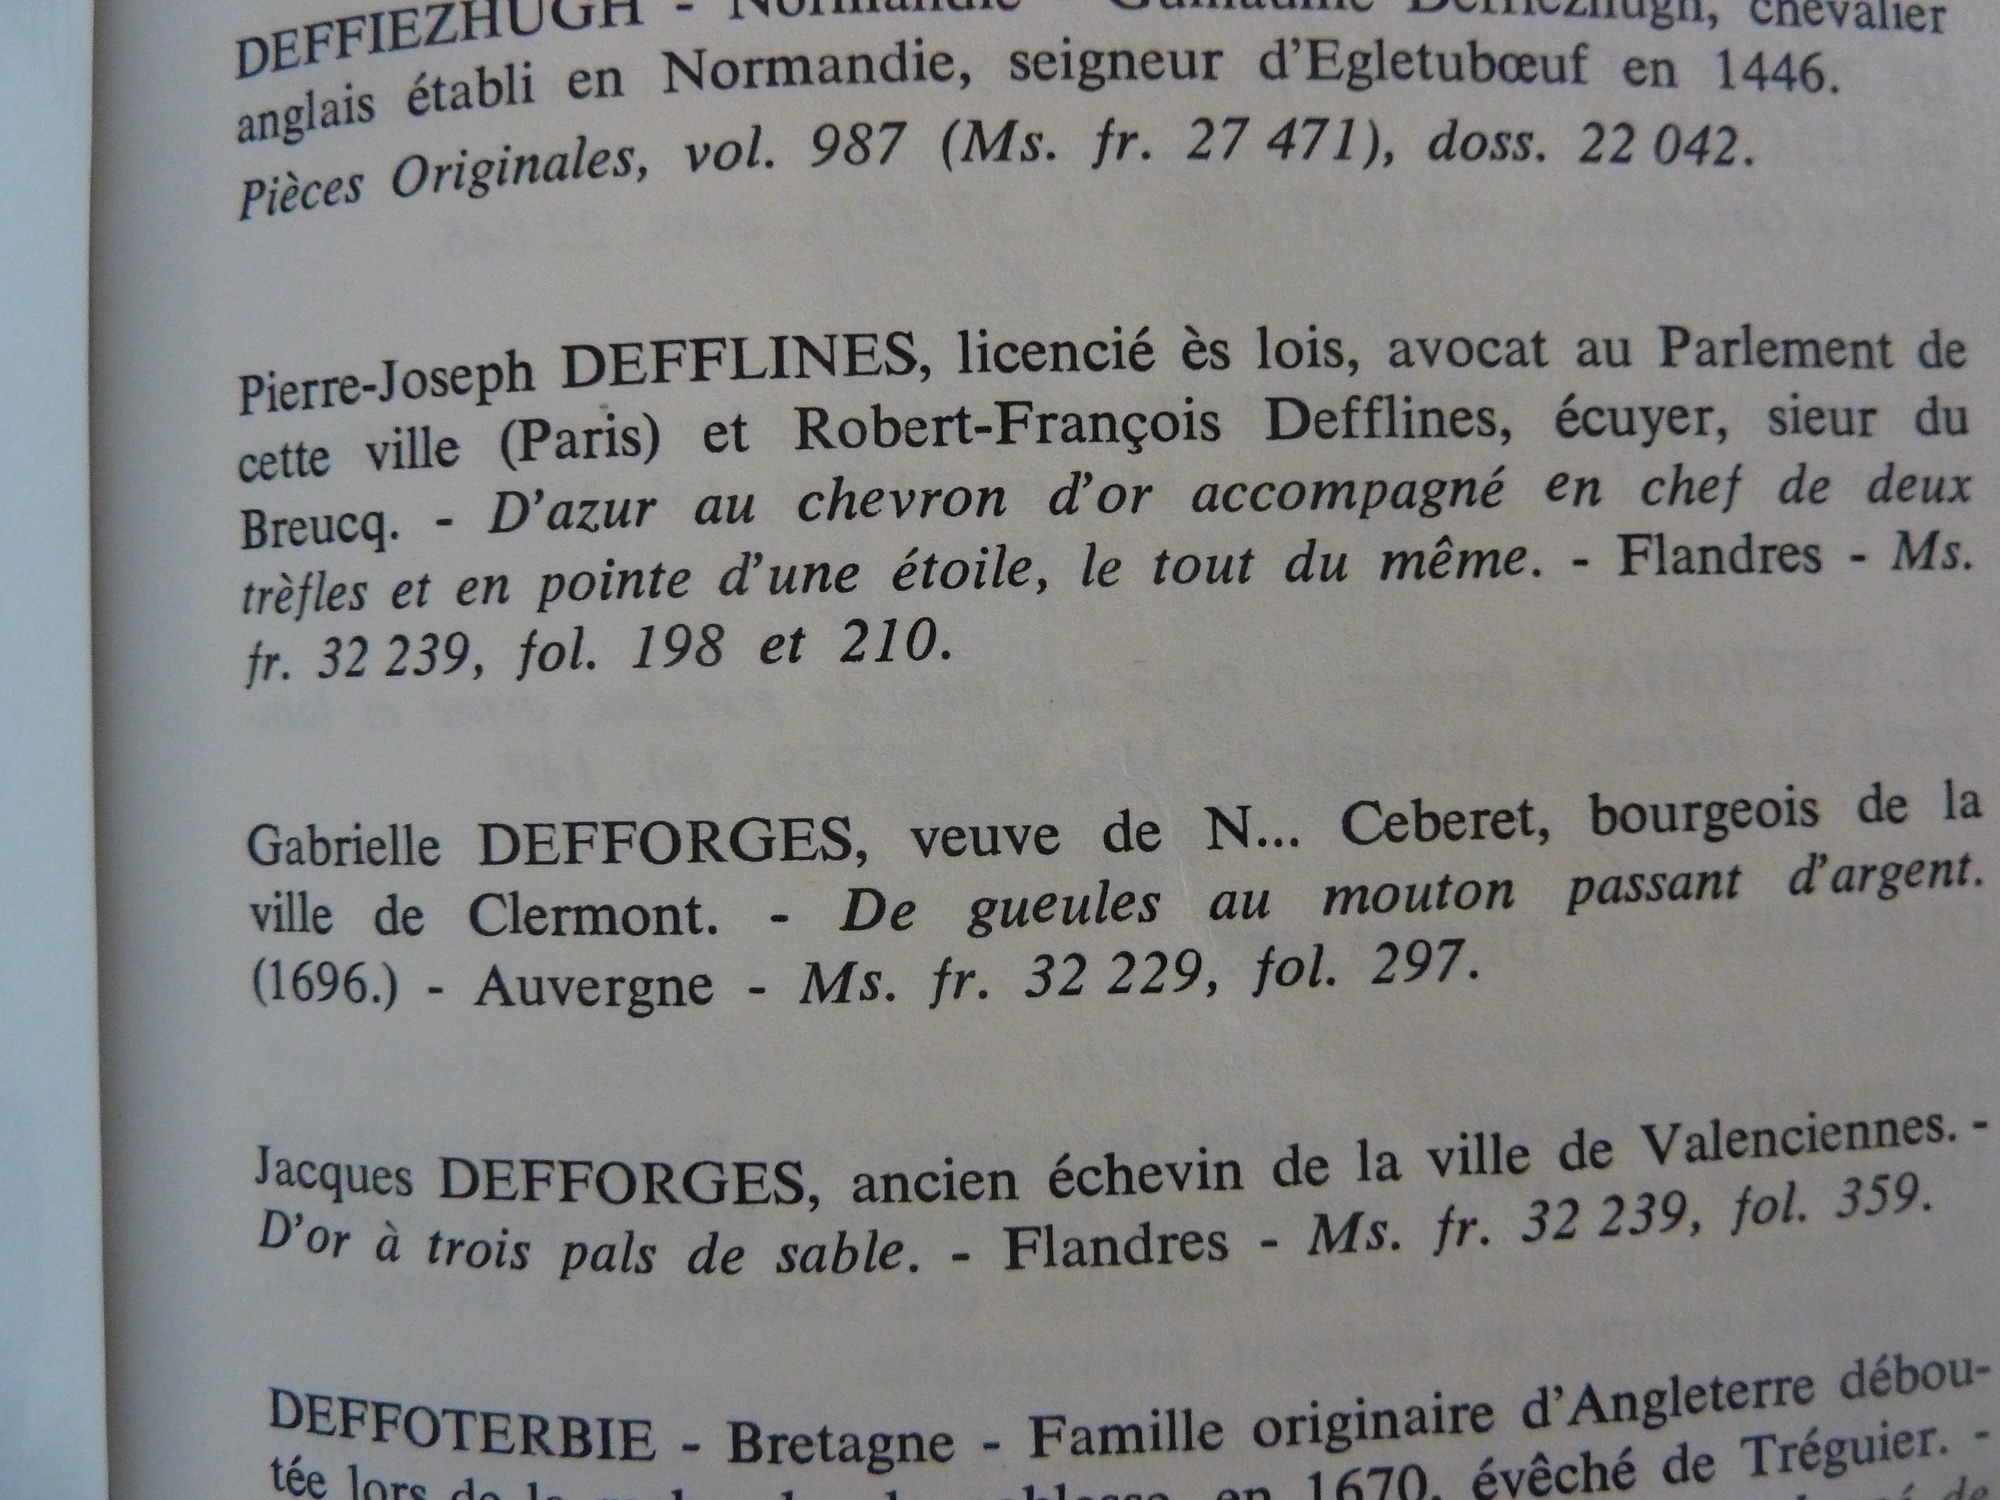 DEFFIEZHUGH - Normandie - Guillaume Deffiezhugh, chevalier
anglais établi en Normandie, seigneur d'Egletubœuf en 1446.
Pièces Originales, vol. 987 (Ms. fr. 27 471), doss. 22 042.
Pierre-Joseph DEFFLINES, licencié ès lois, avocat au Parlement de
cette ville (Paris) et Robert-François Defflines, écuyer, sieur du
Breucq. - D'azur au chevron d'or accompagné en chef de deux
trèfles et en pointe d'une étoile, le tout du même. - Flandres - Ms.
fr. 32 239, fol. 198 et 210.
Gabrielle DEFFORGES, veuve de N... Ceberet, bourgeois de la
ville de Clermont. - De gueules au mouton passant d'argent.
(1696.) - Auvergne - Ms. fr. 32 229, fol. 297.
Jacques DEFFORGES, ancien échevin de la ville de Valenciennes. -
D'or à trois pals de sable. - Flandres - Ms. fr. 32 239, fol. 359.
DEFFOTERBIE - Bretagne - Famille originaire d'Angleterre débou-
tée lors de la noblesse, en 1670, évêché de Tréguier. -
de